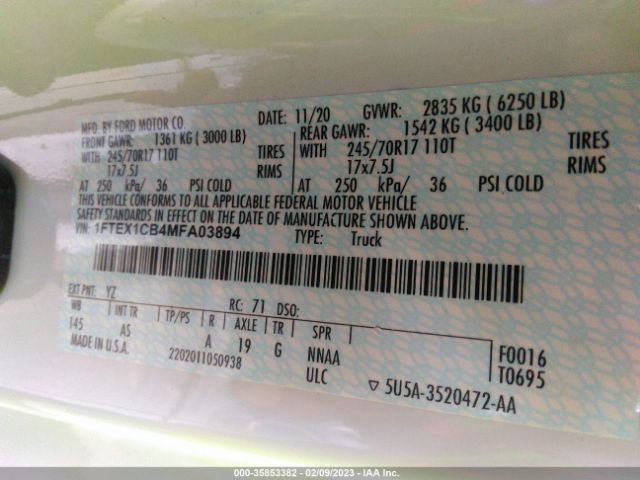 MFD. BY FORD MOTOR CO.
DATE: 11/20 GVWR: 2835 KG ( 6250 LB)
FRONT GAWR: 1361 KG ( 3000 LB)
WITH 245/70R17 110T TIRES
17x7.5J RIMS
AT 250 kPa/ 36 PSI COLD
REAR GAWR: 1542 KG ( 3400 LB)
WITH 245/70R17 110T TIRES
17x7.5J RIMS
AT 250 kPa/ 36 PSI COLD
THIS VEHICLE CONFORMS TO ALL APPLICABLE FEDERAL MOTOR VEHICLE
SAFETY STANDARDS IN EFFECT ON THE DATE OF MANUFACTURE SHOWN ABOVE.
VIN: 1FTEX1CB4MFA03894
TYPE: Truck
EXT PNT: YZ RC: 71 DSO:
WB INT TR TP/PS R AXLE TR SPR
145 AS A 19 G NNAA
F0016
MADE IN U.S.A. 2202011050938 ULC
T0695
▽ 5U5A-3520472-AA
000-35853382 - 02/09/2023 - IAA Inc.